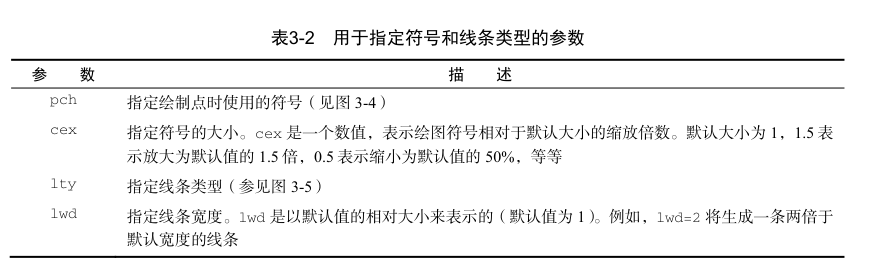 表3-2 用于指定符号和线条类型的参数
参 数 描 述
pch 指定绘制点时使用的符号（见图 3-4）
cex 指定符号的大小。cex 是一个数值，表示绘图符号相对于默认大小的缩放倍数。默认大小为 1，1.5 表
示放大为默认值的 1.5 倍，0.5 表示缩小为默认值的 50%，等等
lty 指定线条类型（参见图 3-5）
lwd 指定线条宽度。lwd 是以默认值的相对大小来表示的（默认值为 1）。例如，lwd=2 将生成一条两倍于
默认宽度的线条